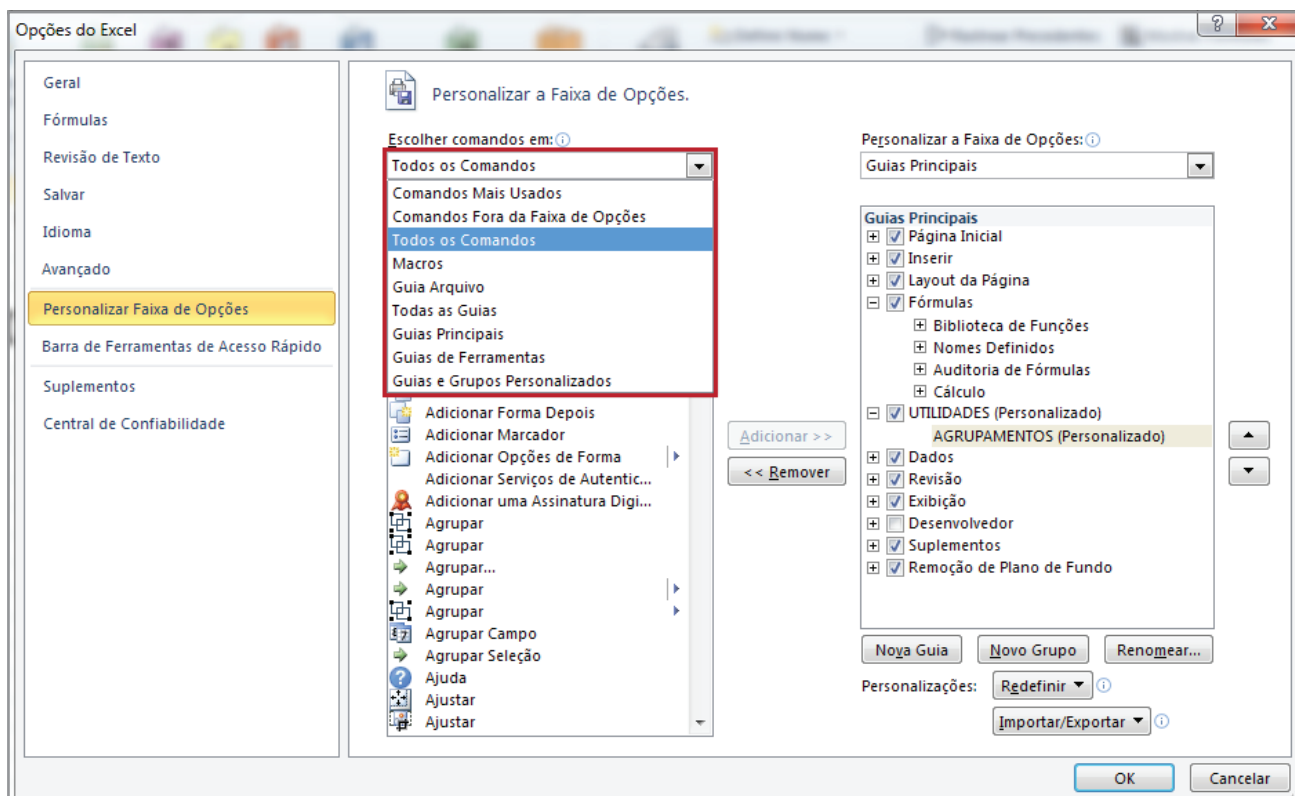 Opções do Excel
Geral
Fórmulas
Revisão de Texto
Salvar
Idioma
Avançado
Personalizar Faixa de Opções
Barra de Ferramentas de Acesso Rápido
Suplementos
Central de Confiabilidade
Personalizar a Faixa de Opções.
Escolher comandos em:
Todos os Comandos
Comandos Mais Usados
Comandos Fora da Faixa de Opções
Todos os Comandos
Macros
Guia Arquivo
Todas as Guias
Guias Principais
Guias de Ferramentas
Guias e Grupos Personalizados
Adicionar Forma Depois
Adicionar Marcador
Adicionar Opções de Forma
Adicionar Serviços de Autentic...
Adicionar uma Assinatura Digi...
Agrupar
Agrupar
Agrupar...
Agrupar
Agrupar
Agrupar Campo
Agrupar Seleção
Ajuda
Ajustar
Ajustar
Adicionar >>
<< Remover
Personalizar a Faixa de Opções:
Guias Principais
Guias Principais
Página Inicial
Inserir
Layout da Página
Fórmulas
Biblioteca de Funções
Nomes Definidos
Auditoria de Fórmulas
Cálculo
UTILIDADES (Personalizado)
AGRUPAMENTOS (Personalizado)
Dados
Revisão
Exibição
Desenvolvedor
Suplementos
Remoção de Plano de Fundo
Nova Guia
Novo Grupo
Renomear...
Personalizações:
Redefinir
Importar/Exportar
OK
Cancelar